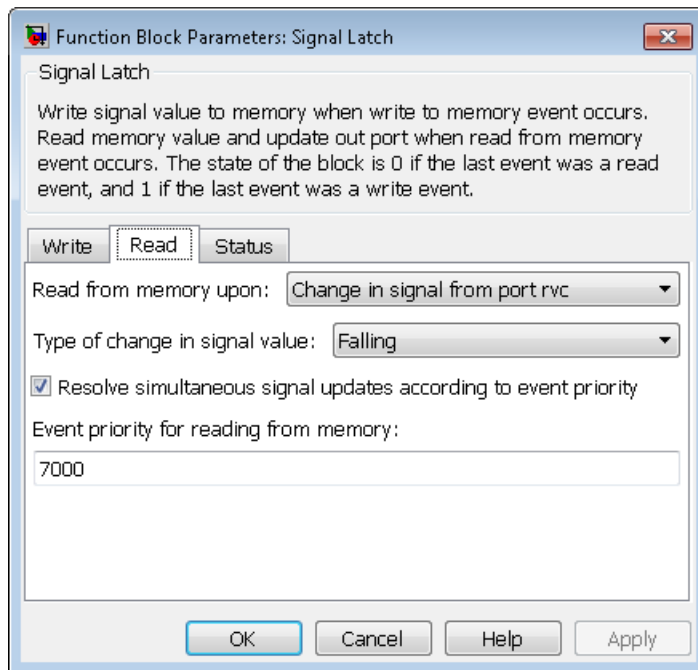 Function Block Parameters: Signal Latch
Signal Latch
Write signal value to memory when write to memory event occurs.
Read memory value and update out port when read from memory
event occurs. The state of the block is 0 if the last event was a read
event, and 1 if the last event was a write event.
Write Read Status
Read from memory upon: Change in signal from port rvc
Type of change in signal value: Falling
Resolve simultaneous signal updates according to event priority
Event priority for reading from memory:
7000
OK Cancel Help Apply